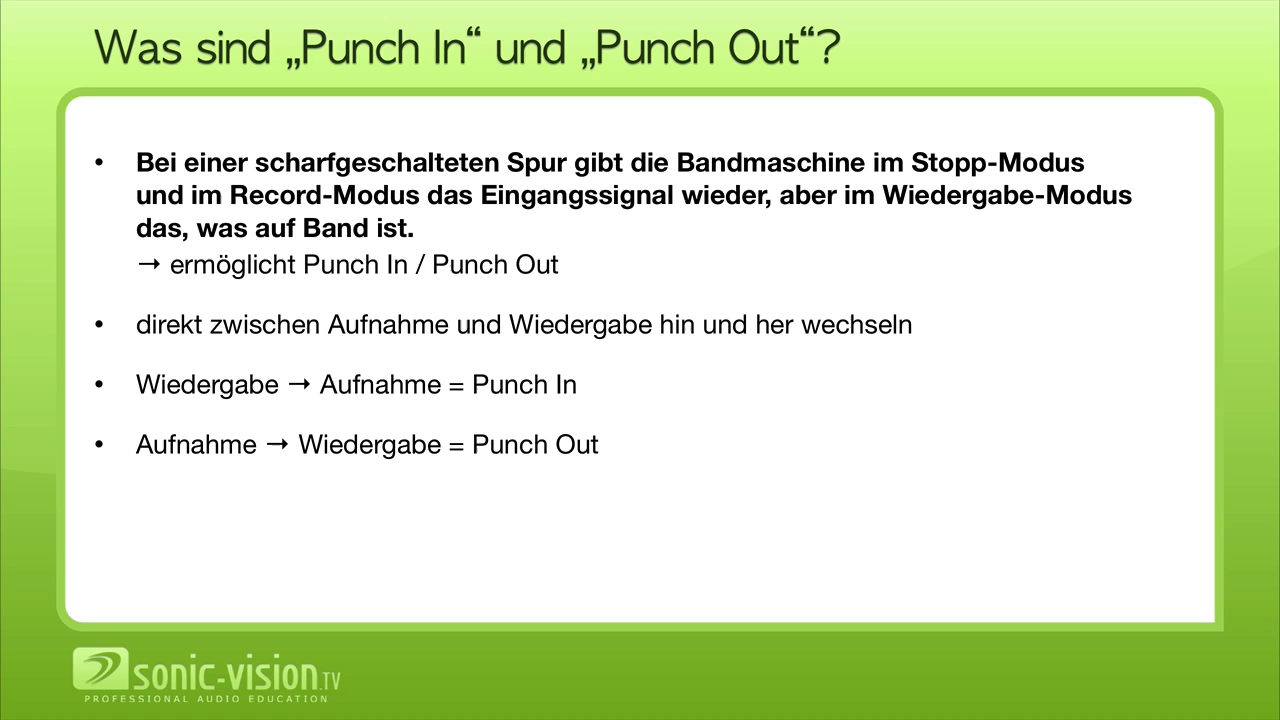 Was sind „Punch In“ und „Punch Out“?
• Bei einer scharfgeschalteten Spur gibt die Bandmaschine im Stopp-Modus
und im Record-Modus das Eingangssignal wieder, aber im Wiedergabe-Modus
das, was auf Band ist.
→ ermöglicht Punch In / Punch Out
• direkt zwischen Aufnahme und Wiedergabe hin und her wechseln
• Wiedergabe → Aufnahme = Punch In
• Aufnahme → Wiedergabe = Punch Out
sonic-vision.TV
PROFESSIONAL AUDIO EDUCATION